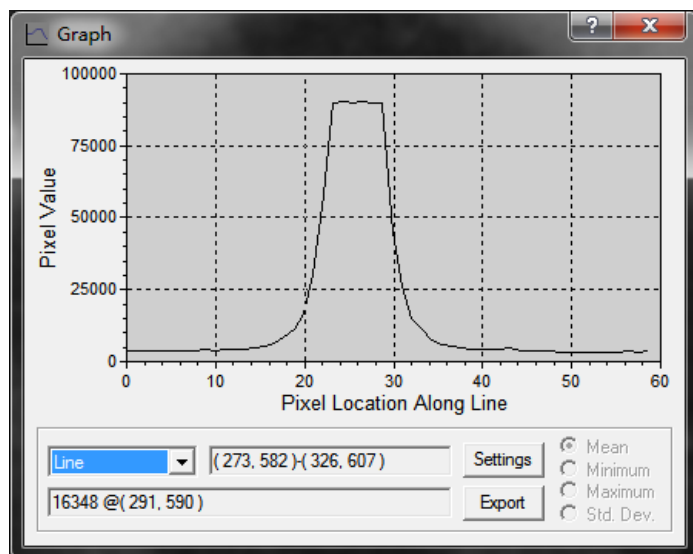 Graph
?
X
100000
75000
50000
25000
0
Pixel Value
0 10 20 30 40 50 60
Pixel Location Along Line
Line
( 273, 582 )-( 326, 607 )
Settings
16348 @( 291, 590 )
Export
Mean
Minimum
Maximum
Std. Dev.